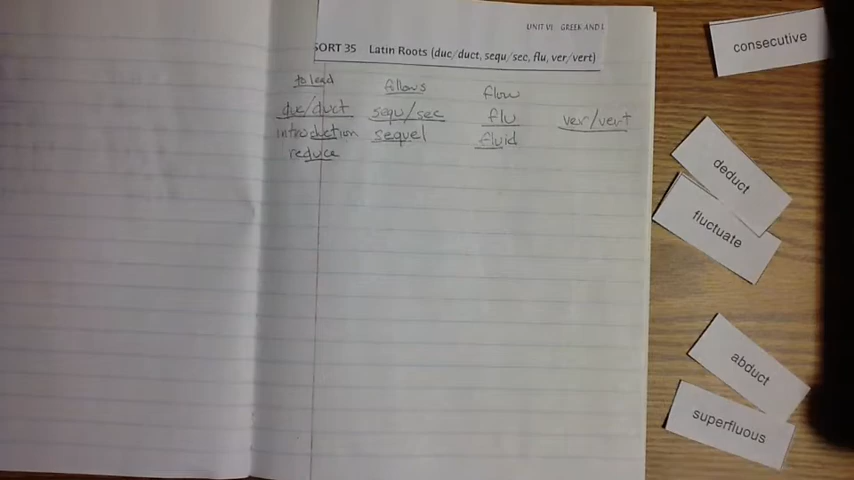 UNIT VI GREEK AND L
SORT 35 Latin Roots (duc/duct, sequ/sec, flu, ver/vert)
to lead follows flow
duc/duct sequ/sec flu ver/vert
introduction sequel fluid
reduce
consecutive
deduct
fluctuate
abduct
superfluous